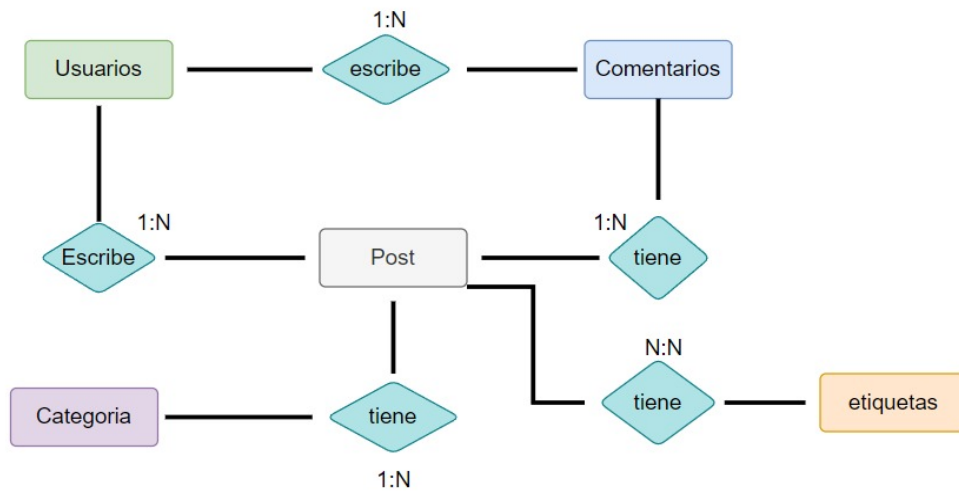 1:N
Usuarios
escribe
Comentarios
1:N
1:N
Escribe
Post
tiene
N:N
Categoria
tiene
tiene
etiquetas
1:N